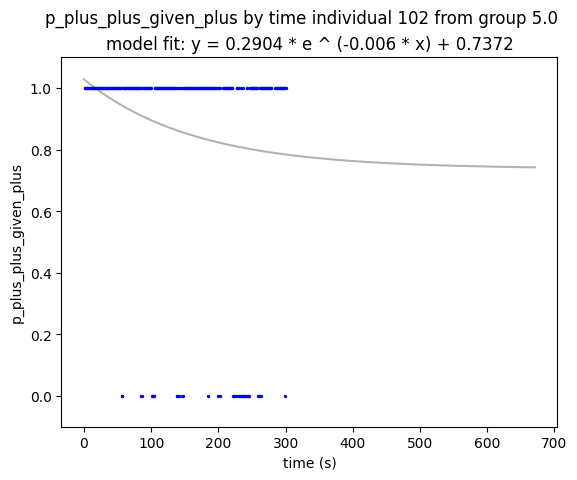 p_plus_plus_given_plus by time individual 102 from group 5.0
model fit: y = 0.2904 * e ^ (-0.006 * x) + 0.7372
p_plus_plus_given_plus
1.0
0.8
0.6
0.4
0.2
0.0
0 100 200 300 400 500 600 700
time (s)